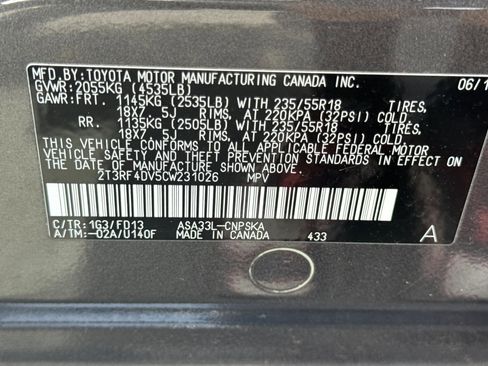 MFD.BY:TOYOTA MOTOR MANUFACTURING CANADA INC. 06/1
GVWR:2055KG (4535LB)
GAWR:FRT. 1145KG (2535LB) WITH 235/55R18 TIRES,
18X7 5J RIMS, AT 220KPA (32PSI) COLD
RR. 1135KG (2505LB) WITH 235/55R18 TIRES,
18X7 5J RIMS, AT 220KPA (32PSI) COLD
THIS VEHICLE CONFORMS TO ALL APPLICABLE FEDERAL MOTOR
VEHICLE SAFETY AND BUMPER STANDARDS IN EFFECT ON
THE DATE OF MANUFACTURE SHOWN ABOVE.
2T3RF4DV5CW231026 MPV
C/TR:1G3/FD13 ASA33L-CNPSKA
A/TM:-02A/U140F MADE IN CANADA 433 A